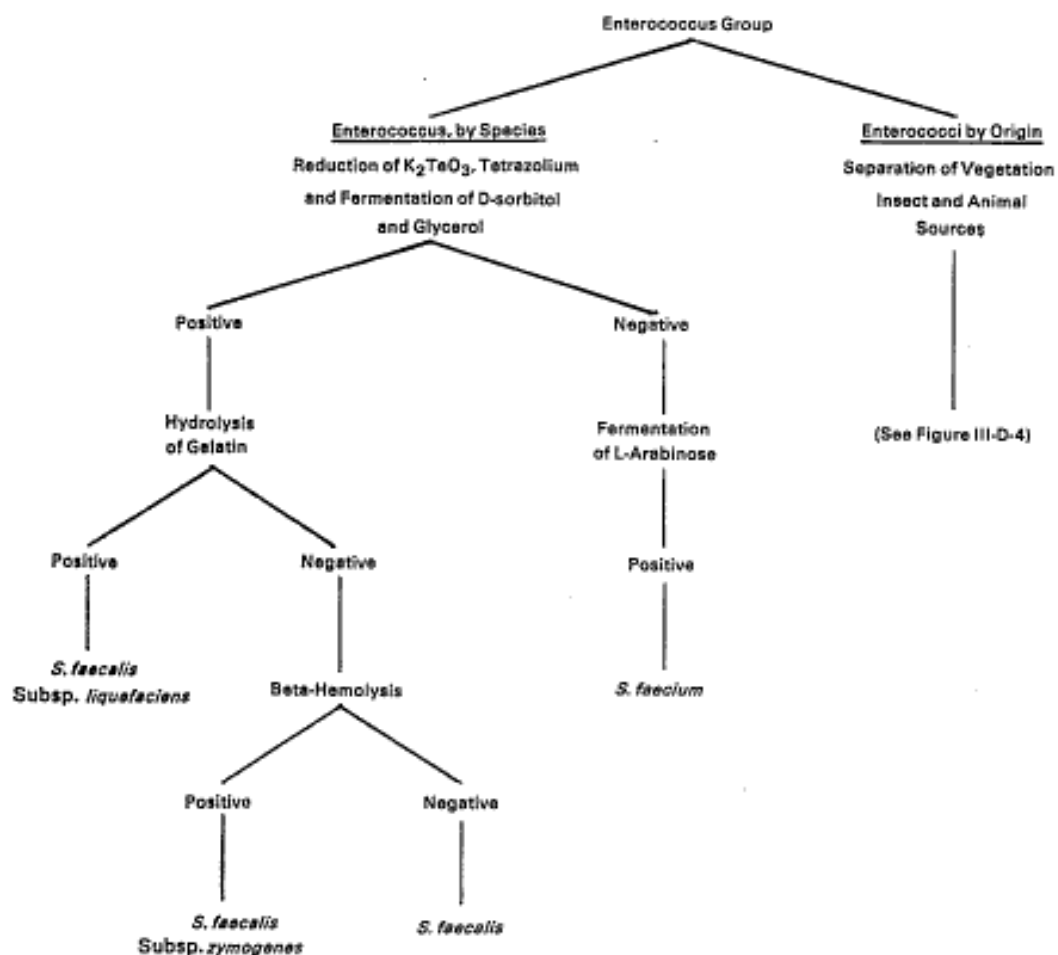 Enterococcus Group
Enterococcus, by Species
Reduction of K₂TeO₃, Tetrazolium
and Fermentation of D-sorbitol
and Glycerol
Enterococci by Origin
Separation of Vegetation
Insect and Animal
Sources
Positive
Negative
Hydrolysis
of Gelatin
Fermentation
of L-Arabinose
(See Figure III-D-4)
Positive
Negative
Positive
S. faecalis
Subsp. liquefaciens
Beta-Hemolysis
S. faecium
Positive
Negative
S. faecalis
Subsp. zymogenes
S. faecalis